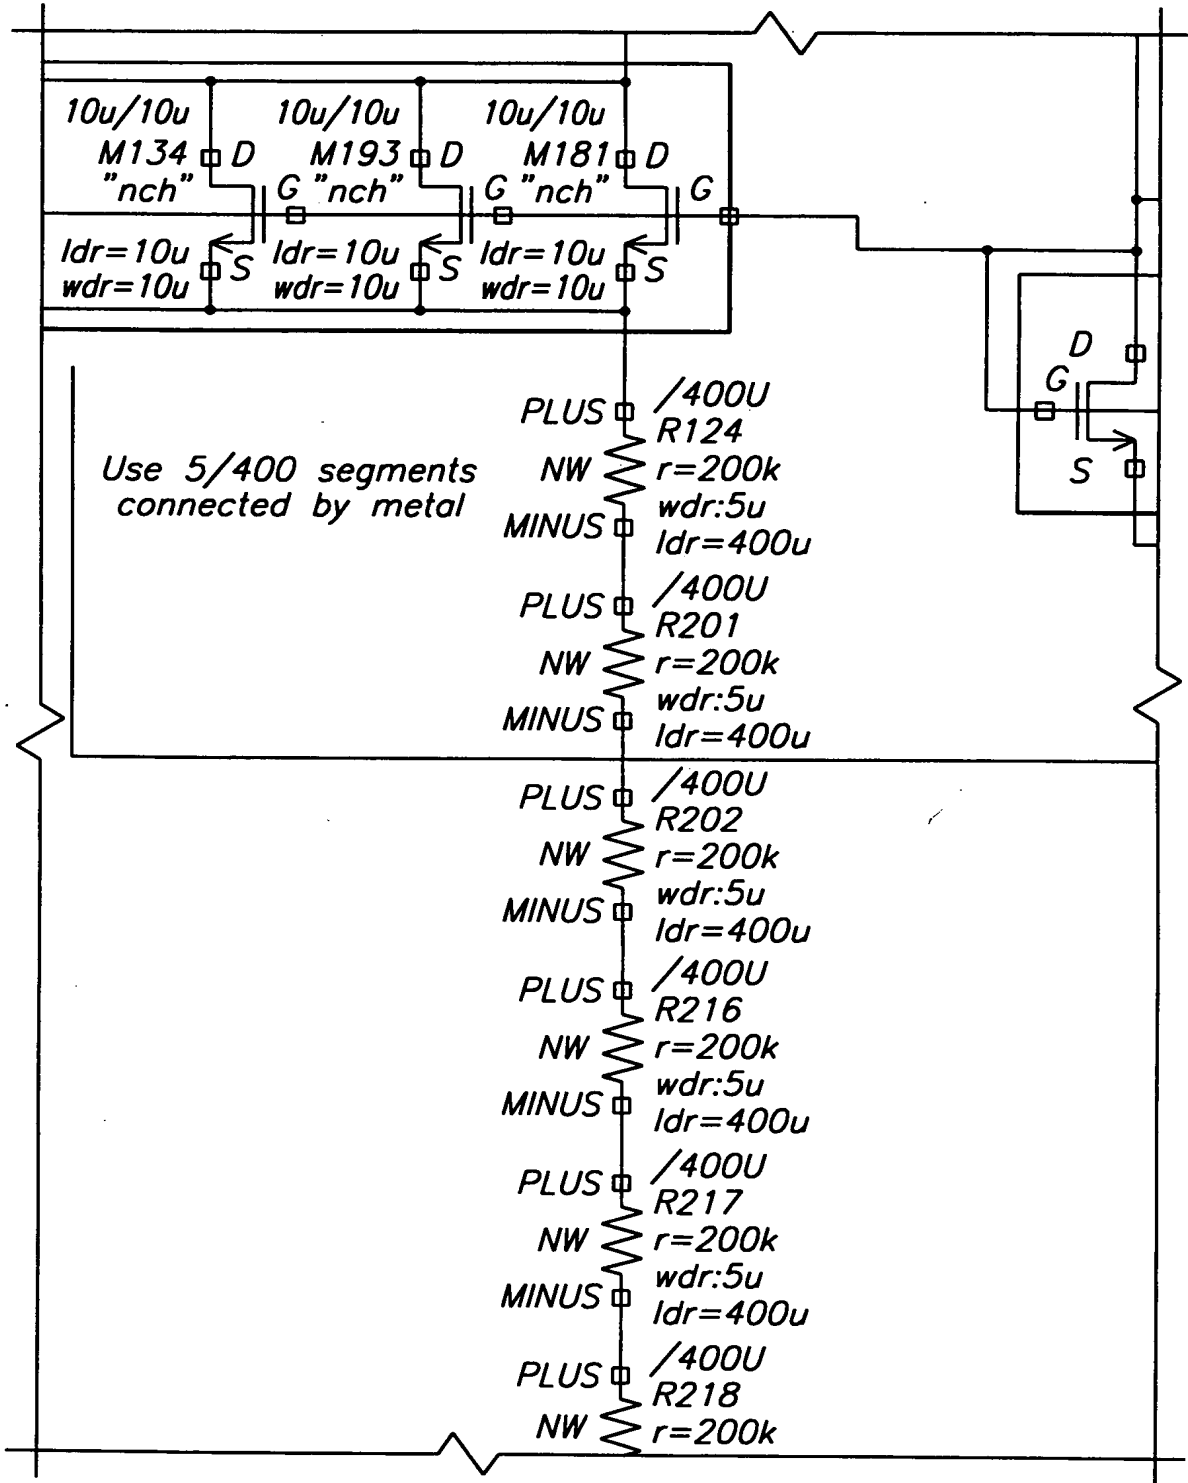 10u/10u 10u/10u 10u/10u
M134 D M193 D M181 D
"nch" G "nch" G "nch" G
ldr=10u ldr=10u ldr=10u
S S S
wdr=10u wdr=10u wdr=10u
D
G
S
Use 5/400 segments
connected by metal
/400U
PLUS
R124
NW r=200k
wdr:5u
MINUS
ldr=400u
/400U
PLUS
R201
NW r=200k
wdr:5u
MINUS
ldr=400u
/400U
PLUS
R202
NW r=200k
wdr:5u
MINUS
ldr=400u
/400U
PLUS
R216
NW r=200k
wdr:5u
MINUS
ldr=400u
/400U
PLUS
R217
NW r=200k
wdr:5u
MINUS
ldr=400u
/400U
PLUS
R218
NW r=200k